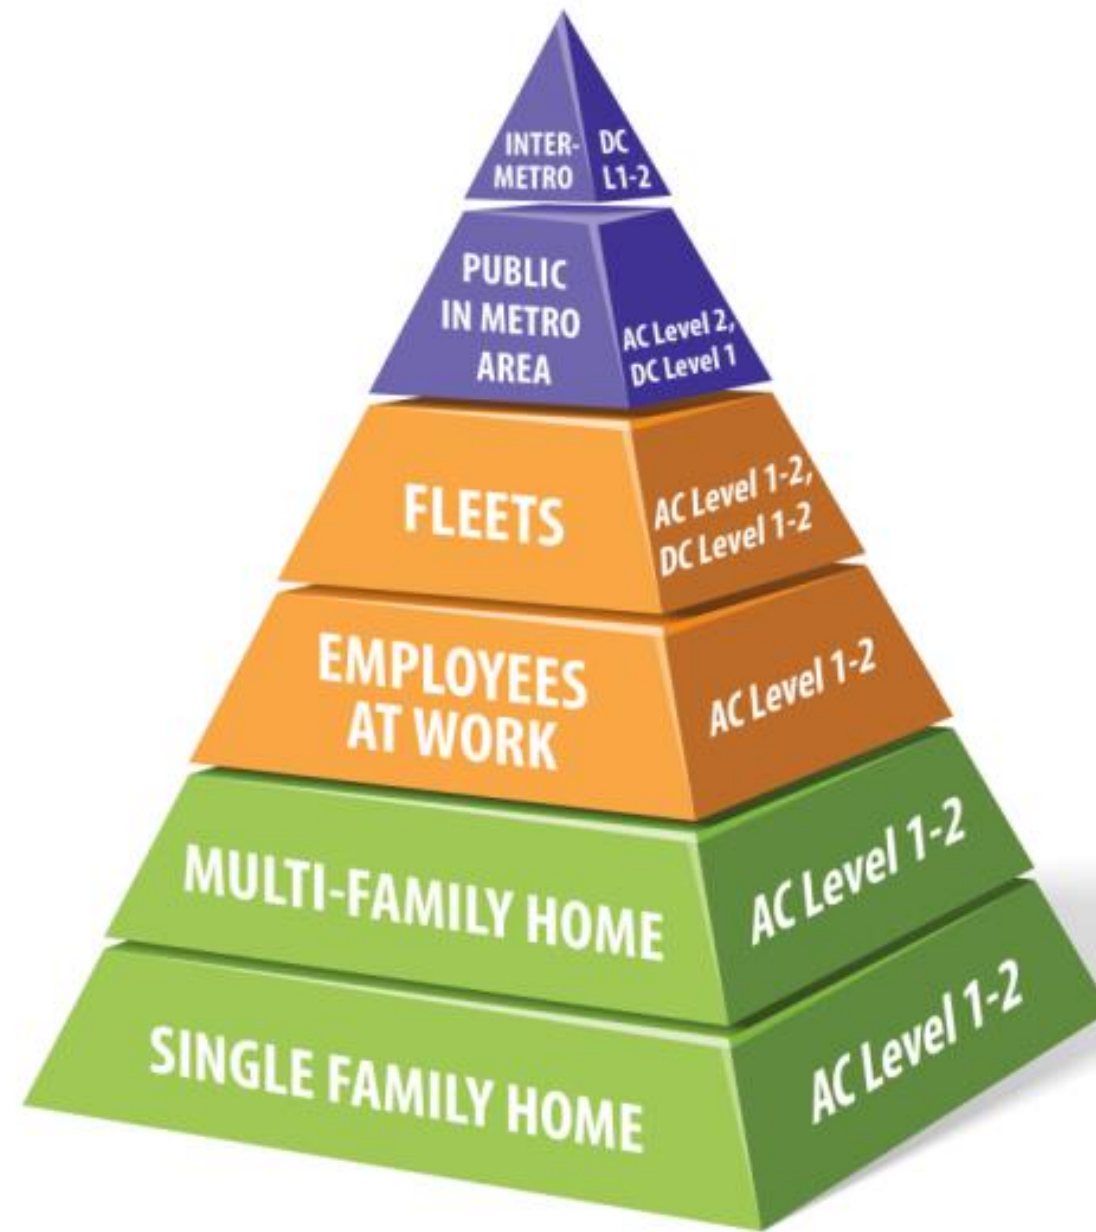 INTER-
METRO
DC
L1-2
PUBLIC
IN METRO
AREA
AC Level 2,
DC Level 1
FLEETS
AC Level 1-2,
DC Level 1-2
EMPLOYEES
AT WORK
AC Level 1-2
MULTI-FAMILY HOME
AC Level 1-2
SINGLE FAMILY HOME
AC Level 1-2